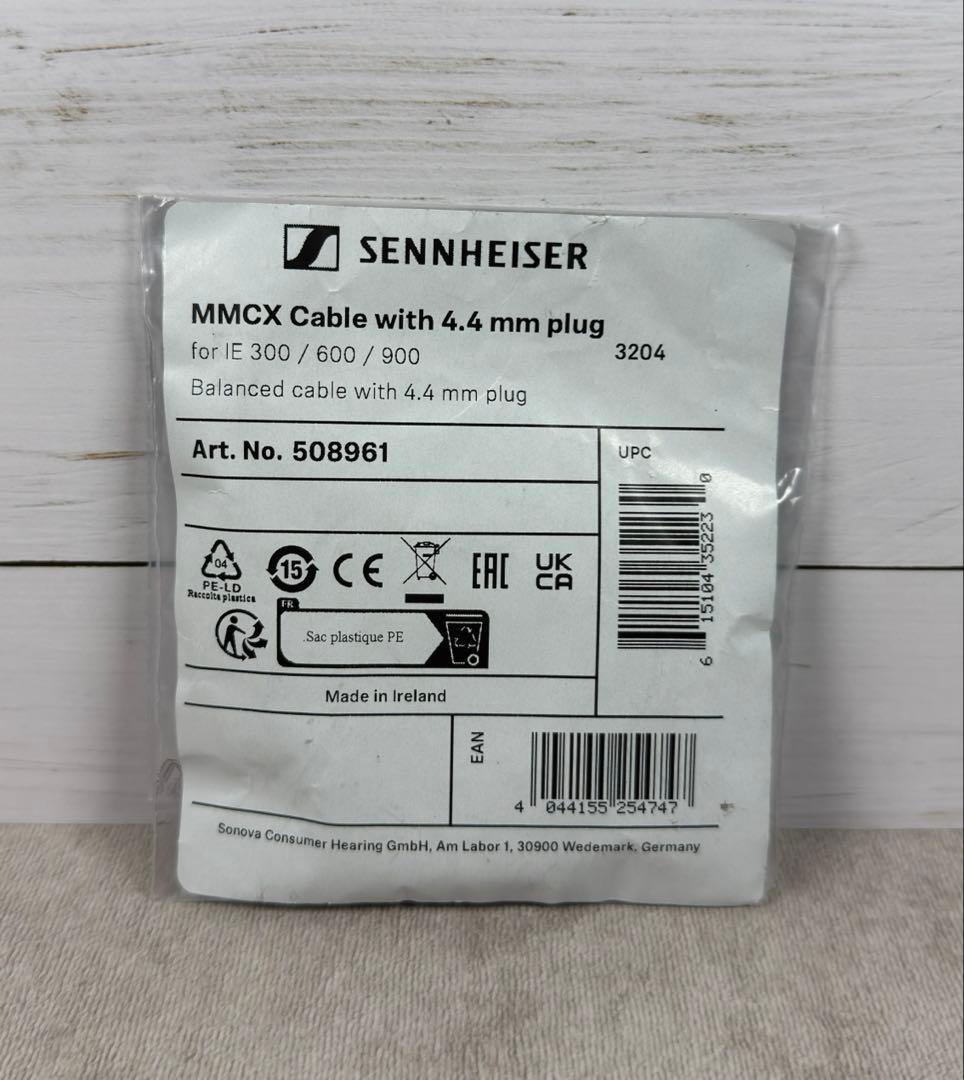 SENNHEISER
MMCX Cable with 4.4 mm plug
for IE 300 / 600 / 900
3204
Balanced cable with 4.4 mm plug
Art. No. 508961
UPC
6 15104 35223 0
04
PE-LD
Raccolta plastica
15
CE
EAC
UK
CA
FR
.Sac plastique PE
Made in Ireland
EAN
4 044155 254747
Sonova Consumer Hearing GmbH, Am Labor 1, 30900 Wedemark, Germany